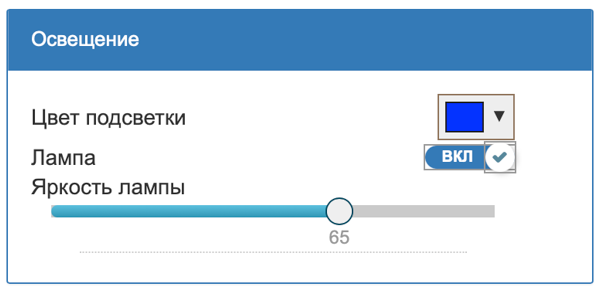 Освещение
Цвет подсветки
Лампа ВКЛ
Яркость лампы
65